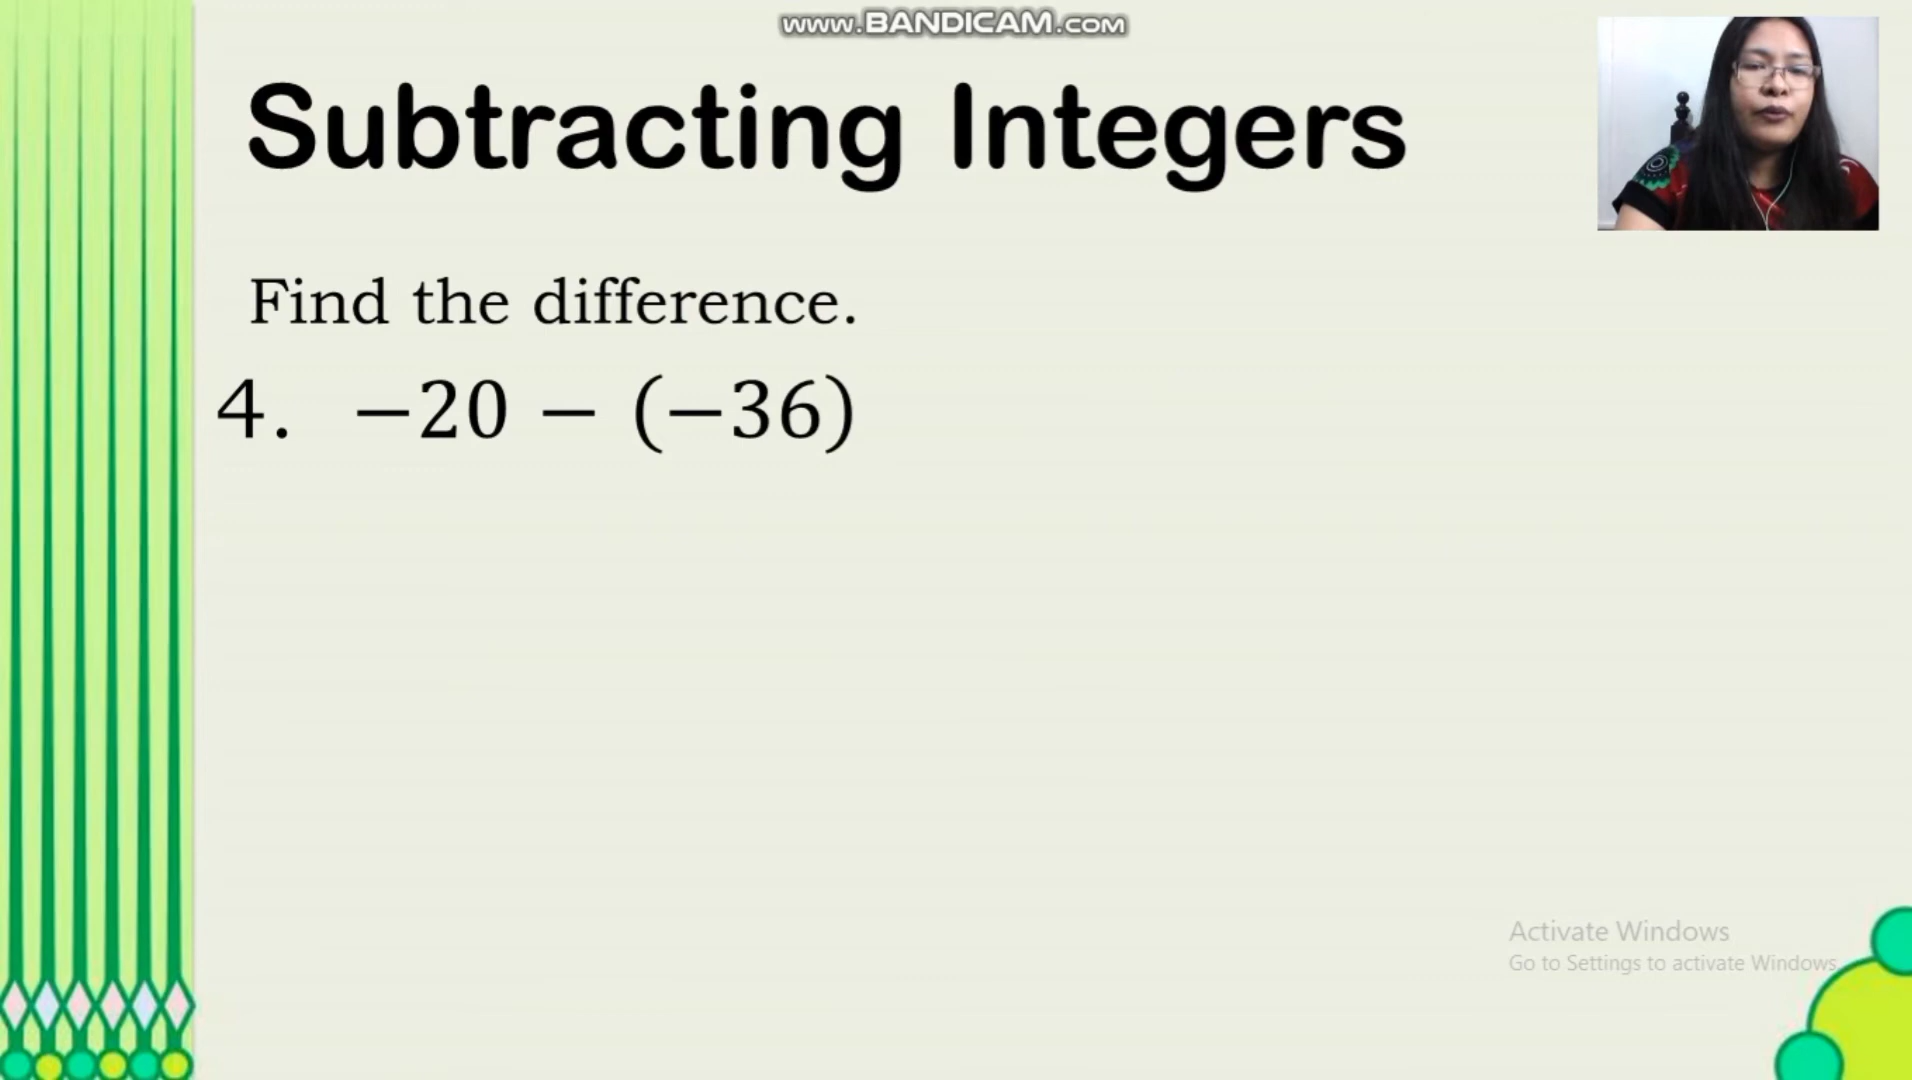 www.BANDICAM.com
Subtracting Integers
Find the difference.
4. −20 − (−36)
Activate Windows
Go to Settings to activate Windows.